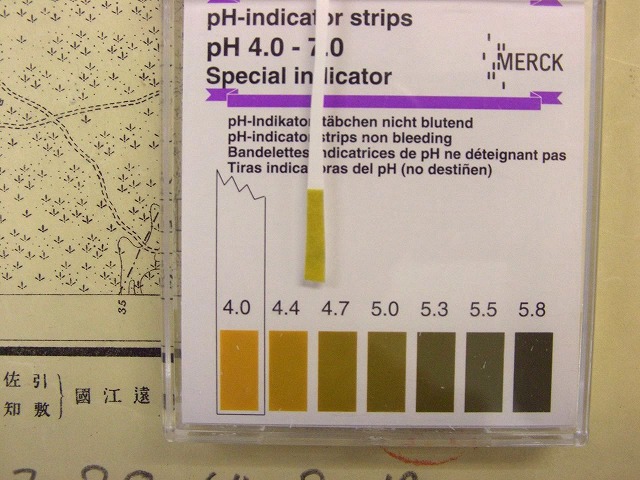 pH-indicator strips
pH 4.0 - 7.0
Special indicator
MERCK
pH-Indikatorstäbchen nicht blutend
pH-indicator strips non bleeding
Bandelettes indicatrices de pH ne déteignant pas
Tiras indicadoras del pH (no destiñen)
4.0 4.4 4.7 5.0 5.3 5.5 5.8
35
佐知
引敷
國江遠